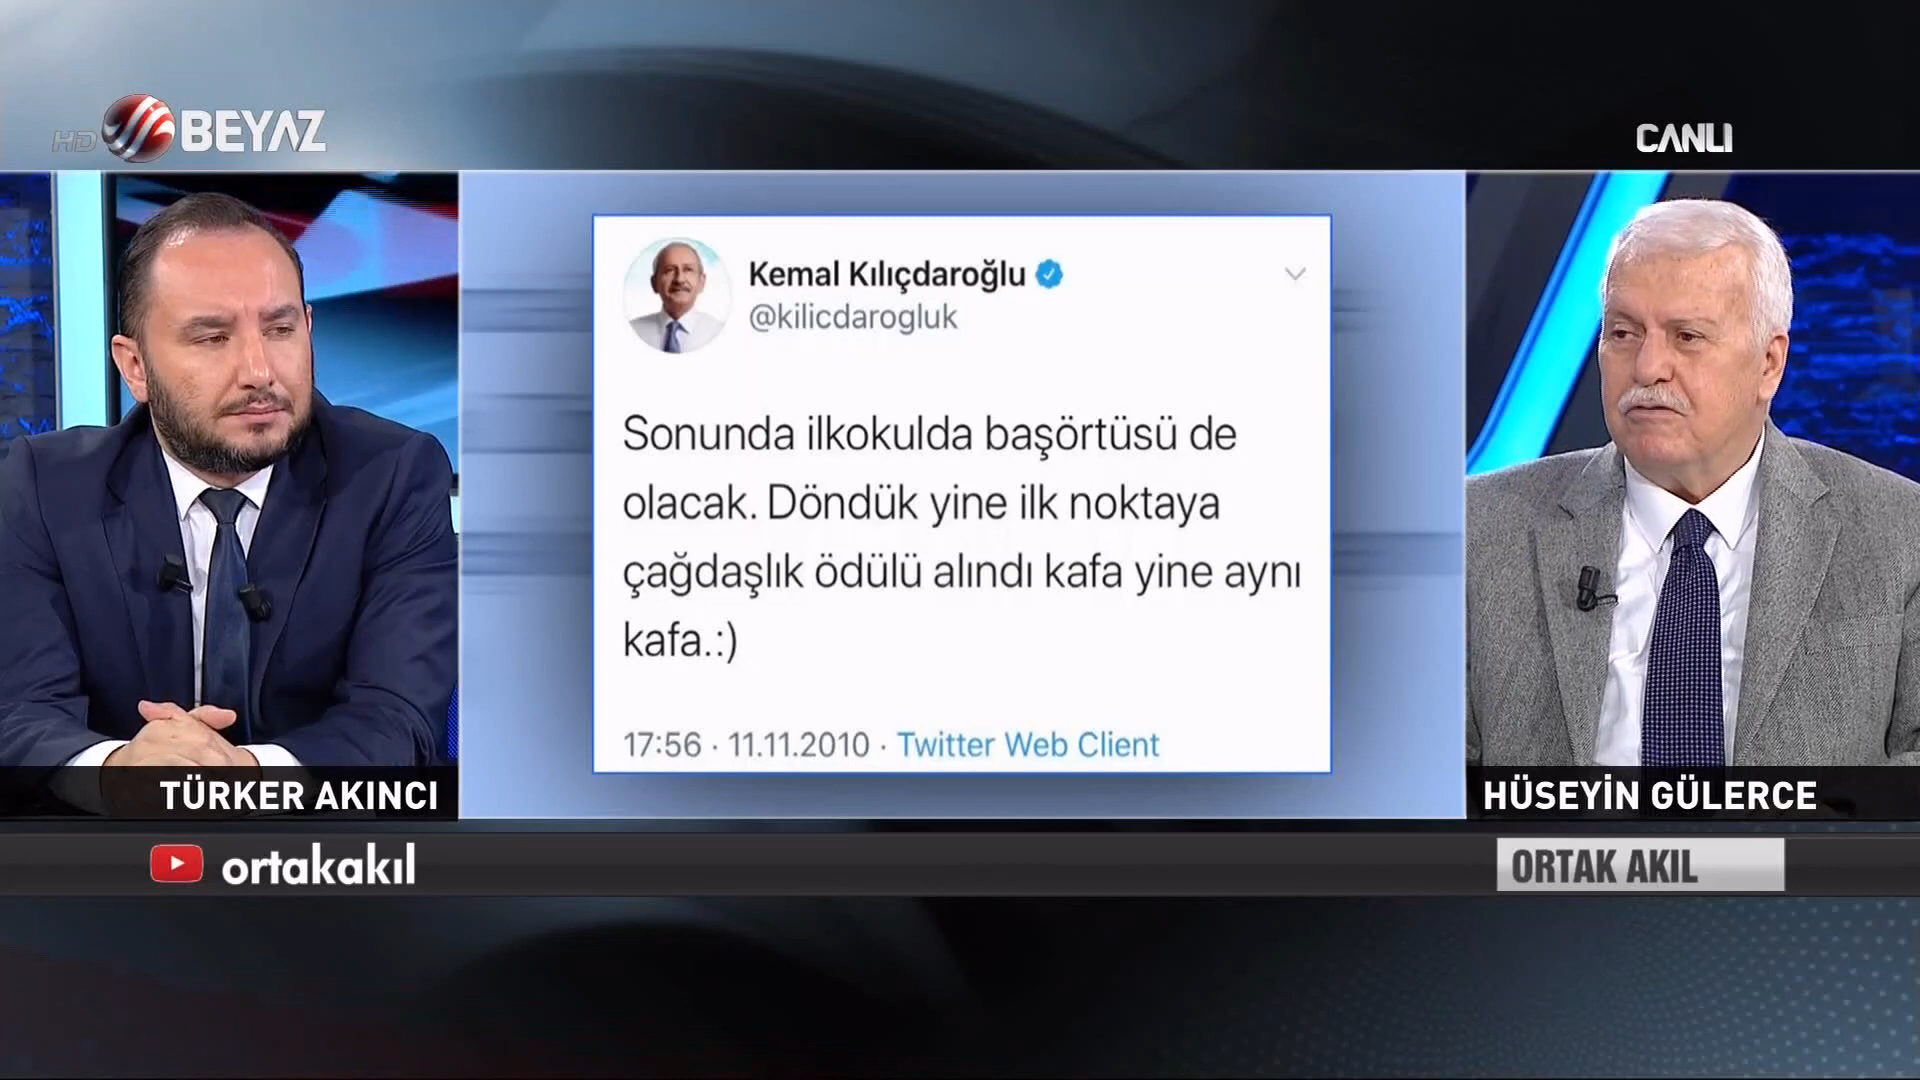 HD BEYAZ
CANLI
Kemal Kılıçdaroğlu
@kilicdarogluk
Sonunda ilkokulda başörtüsü de
olacak. Döndük yine ilk noktaya
çağdaşlık ödülü alındı kafa yine aynı
kafa.:)
17:56 · 11.11.2010 · Twitter Web Client
TÜRKER AKINCI
HÜSEYİN GÜLERCE
ortakakıl
ORTAK AKIL